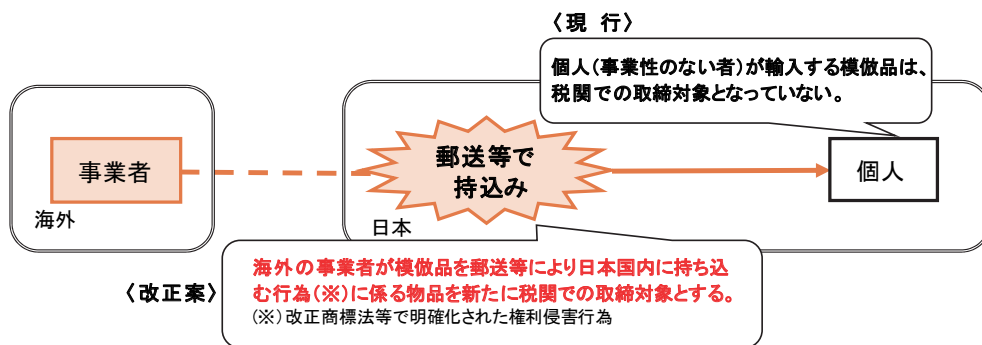 〈現 行〉
個人(事業性のない者)が輸入する模倣品は、
税関での取締対象となっていない。
事業者
郵送等で
持込み
個人
海外
日本
〈改正案〉
海外の事業者が模倣品を郵送等により日本国内に持ち込
む行為(※)に係る物品を新たに税関での取締対象とする。
(※)改正商標法等で明確化された権利侵害行為